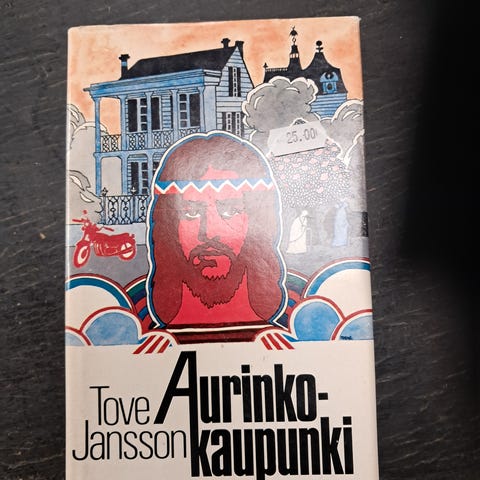 25.00
Tove
Jansson
Aurinko-
kaupunki